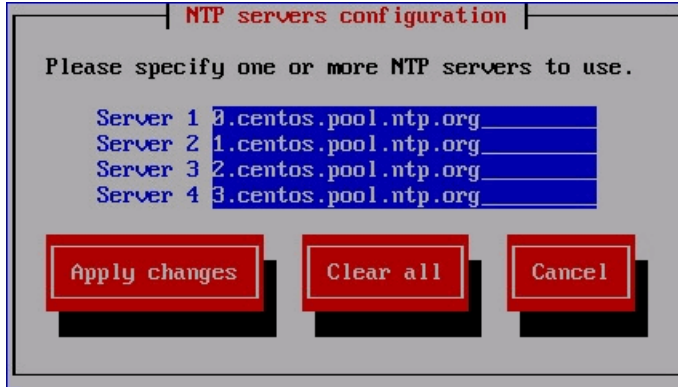 NTP servers configuration
Please specify one or more NTP servers to use.
Server 1 0.centos.pool.ntp.org
Server 2 1.centos.pool.ntp.org
Server 3 2.centos.pool.ntp.org
Server 4 3.centos.pool.ntp.org
Apply changes Clear all Cancel